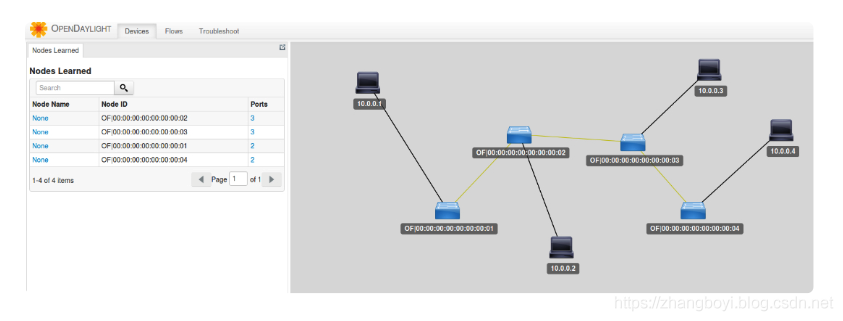 OPENDAYLIGHT Devices Flows Troubleshoot
Nodes Learned
Nodes Learned
Search
Node Name Node ID Ports
None OF|00:00:00:00:00:00:00:02 3
None OF|00:00:00:00:00:00:00:03 3
None OF|00:00:00:00:00:00:00:01 2
None OF|00:00:00:00:00:00:00:04 2
1-4 of 4 items Page 1 of 1
10.0.0.1
10.0.0.3
OF|00:00:00:00:00:00:00:02
OF|00:00:00:00:00:00:00:03
10.0.0.4
OF|00:00:00:00:00:00:00:01
OF|00:00:00:00:00:00:00:04
10.0.0.2
https://zhangboyi.blog.csdn.net